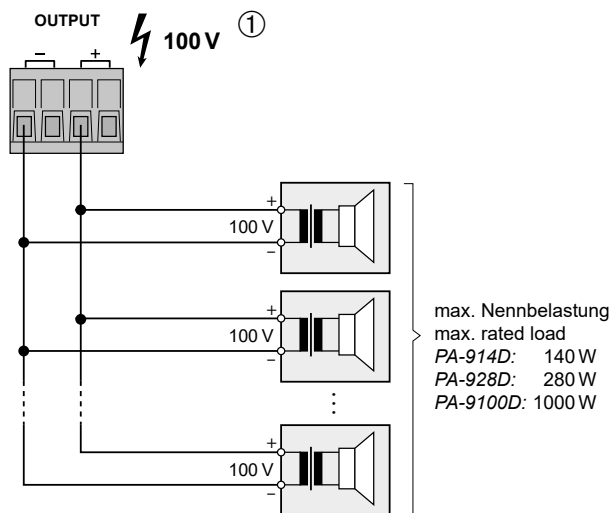 OUTPUT
100 V ①
– +
+
100 V
–
+
100 V
–
max. Nennbelastung
max. rated load
PA-914D: 140 W
PA-928D: 280 W
PA-9100D: 1000 W
+
100 V
–